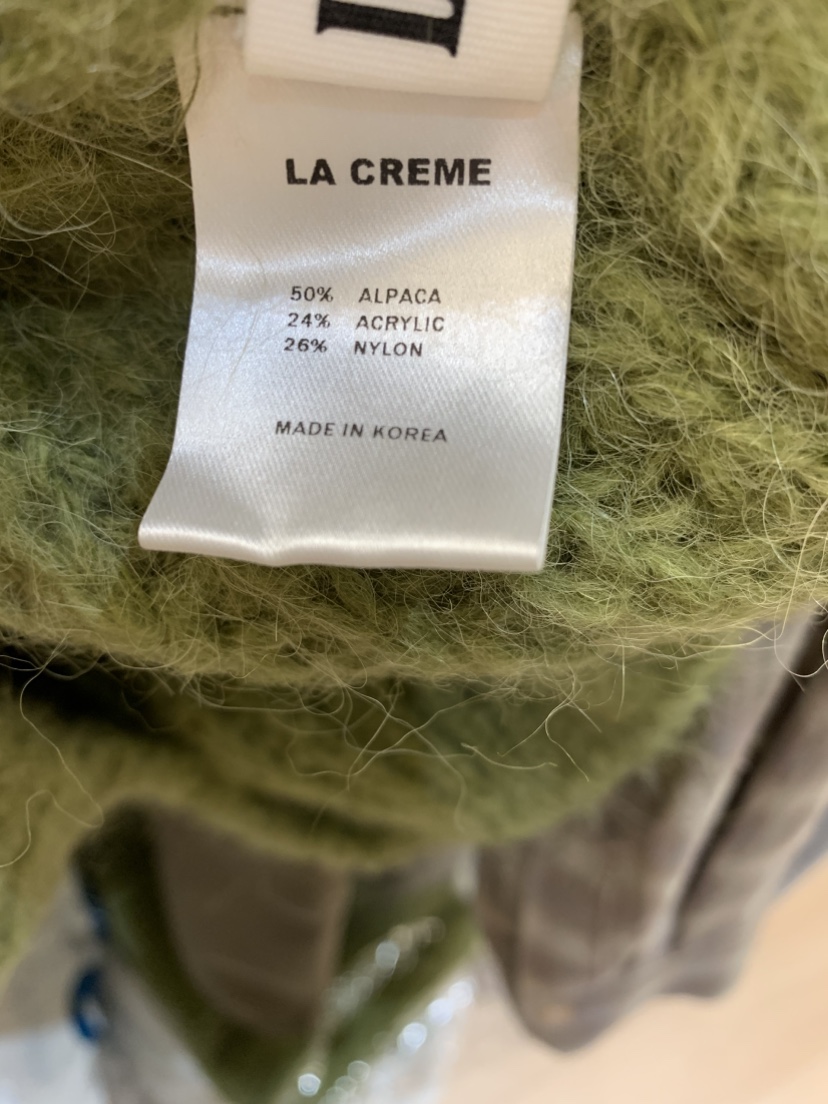 LA CREME
50% ALPACA
24% ACRYLIC
26% NYLON
MADE IN KOREA